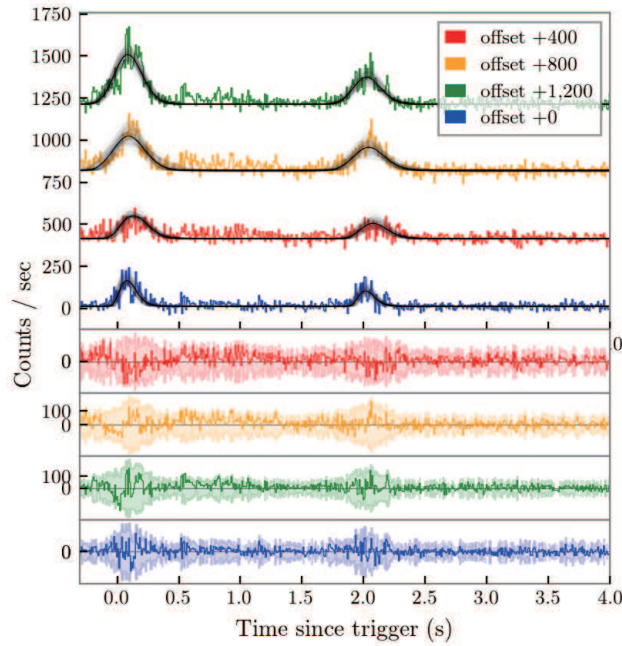 1750
1500
1250
1000
750
500
250
0
offset +400
offset +800
offset +1,200
offset +0
Counts / sec
0
0
100
0
100
0
0
0.0 0.5 1.0 1.5 2.0 2.5 3.0 3.5 4.0
Time since trigger (s)